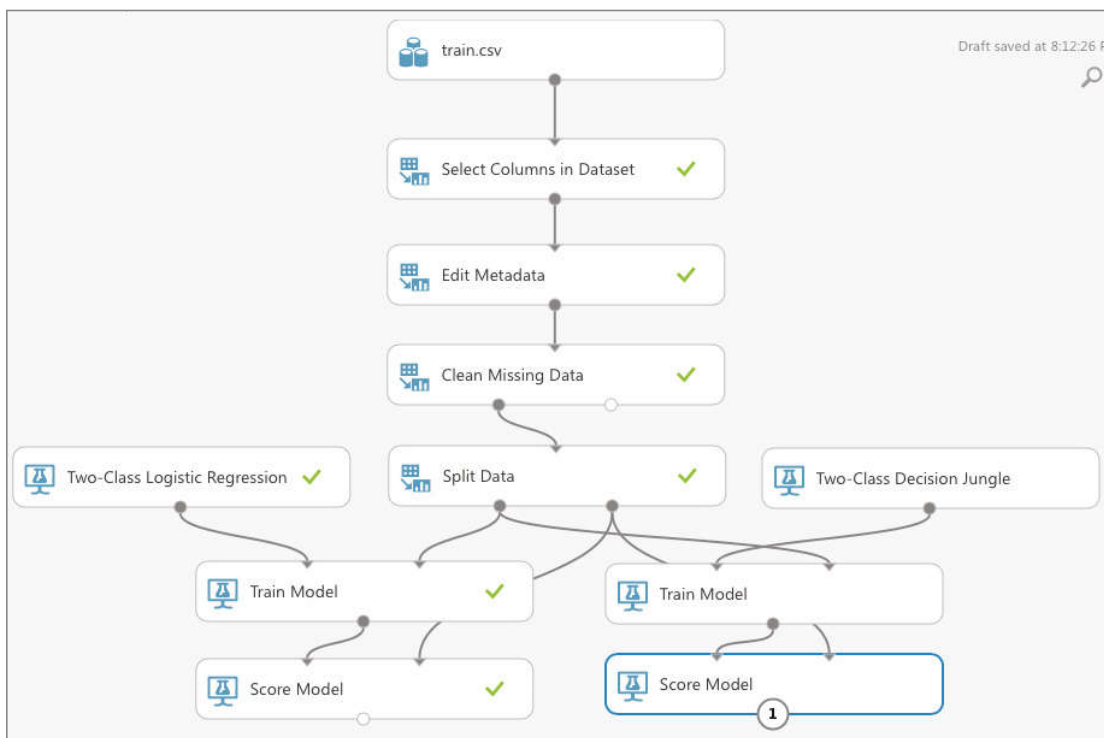 train.csv
Draft saved at 8:12:26 P
Select Columns in Dataset
Edit Metadata
Clean Missing Data
Two-Class Logistic Regression
Split Data
Two-Class Decision Jungle
Train Model
Train Model
Score Model
Score Model
1